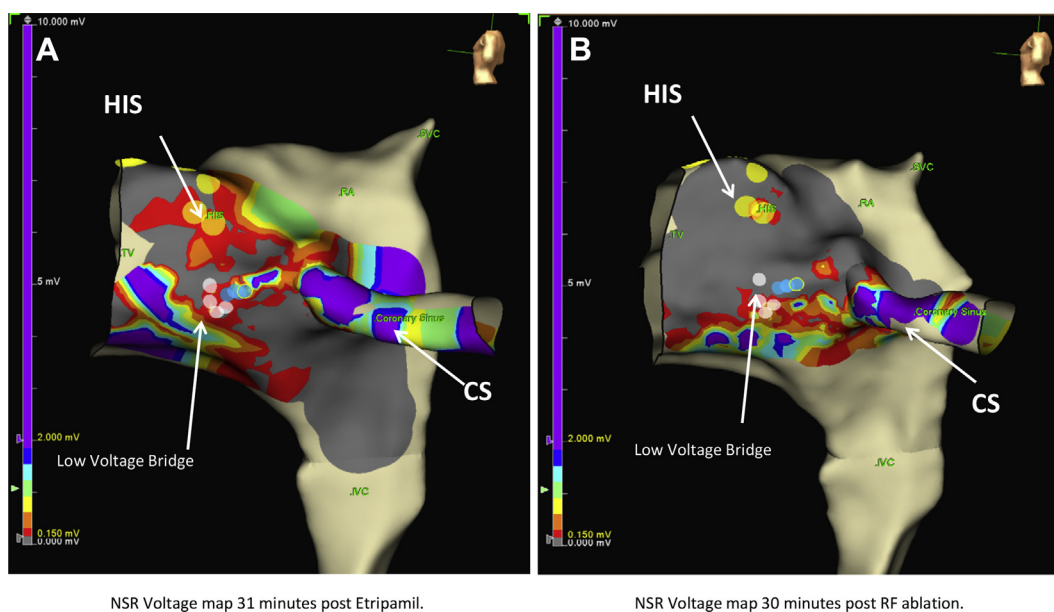 10.000 mV
A
HIS
.SVC
.RA
.HIS
.TV
.5 mV
Coronary Sinus
CS
2.000 mV
Low Voltage Bridge
.IVC
0.150 mV
0.000 mV
NSR Voltage map 31 minutes post Etripamil.
10.000 mV
B
HIS
.SVC
.RA
.HIS
.TV
.5 mV
.Coronary Sinus
CS
2.000 mV
Low Voltage Bridge
.IVC
0.150 mV
0.000 mV
NSR Voltage map 30 minutes post RF ablation.